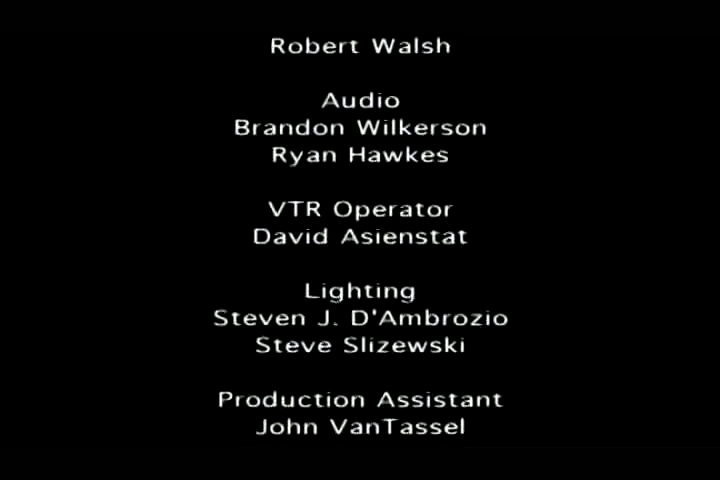 Robert Walsh
Audio
Brandon Wilkerson
Ryan Hawkes
VTR Operator
David Asienstat
Lighting
Steven J. D'Ambrozio
Steve Slizewski
Production Assistant
John VanTassel